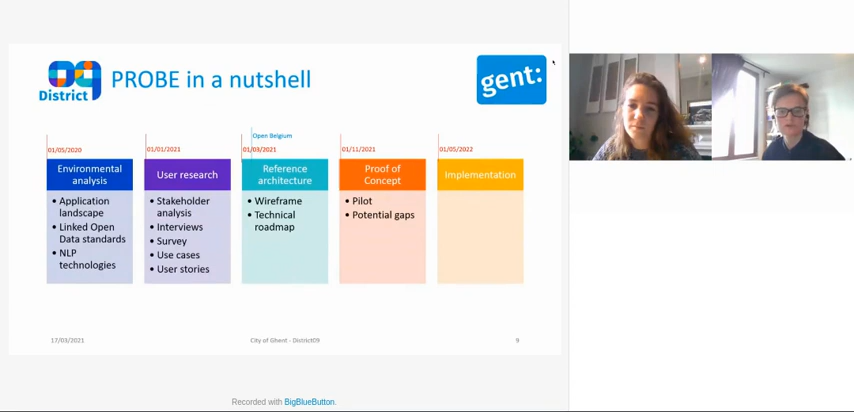 District
PROBE in a nutshell
gent:
Open Belgium
01/05/2020
01/01/2021
01/03/2021
01/11/2021
01/05/2022
Environmental
analysis
• Application
landscape
• Linked Open
Data standards
• NLP
technologies
User research
• Stakeholder
analysis
• Interviews
• Survey
• Use cases
• User stories
Reference
architecture
• Wireframe
• Technical
roadmap
Proof of
Concept
• Pilot
• Potential gaps
Implementation
17/03/2021
City of Ghent - District09
9
Recorded with BigBlueButton.